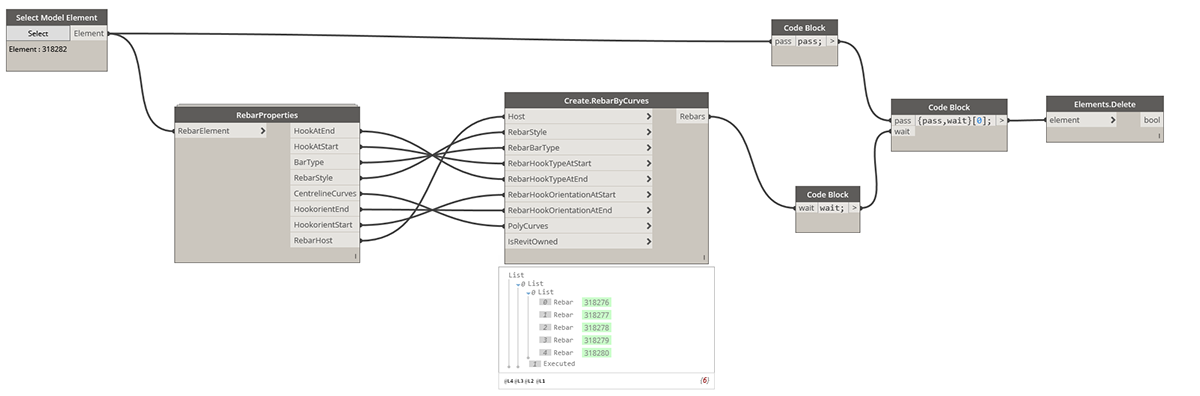 Select Model Element
Select Element
Element : 318282
RebarProperties
RebarElement > HookAtEnd
HookAtStart
BarType
RebarStyle
CentrelineCurves
HookorientEnd
HookorientStart
RebarHost
Create.RebarByCurves
Host > Rebars
RebarStyle >
RebarBarType >
RebarHookTypeAtStart >
RebarHookTypeAtEnd >
RebarHookOrientationAtStart >
RebarHookOrientationAtEnd >
PolyCurves >
IsRevitOwned >
List
0 List
0 List
0 Rebar 318276
1 Rebar 318277
2 Rebar 318278
3 Rebar 318279
4 Rebar 318280
1 Executed
@L4 @L3 @L2 @L1 {6}
Code Block
pass pass; >
Code Block
wait wait; >
Code Block
pass {pass,wait}[0]; >
wait
Elements.Delete
element > bool